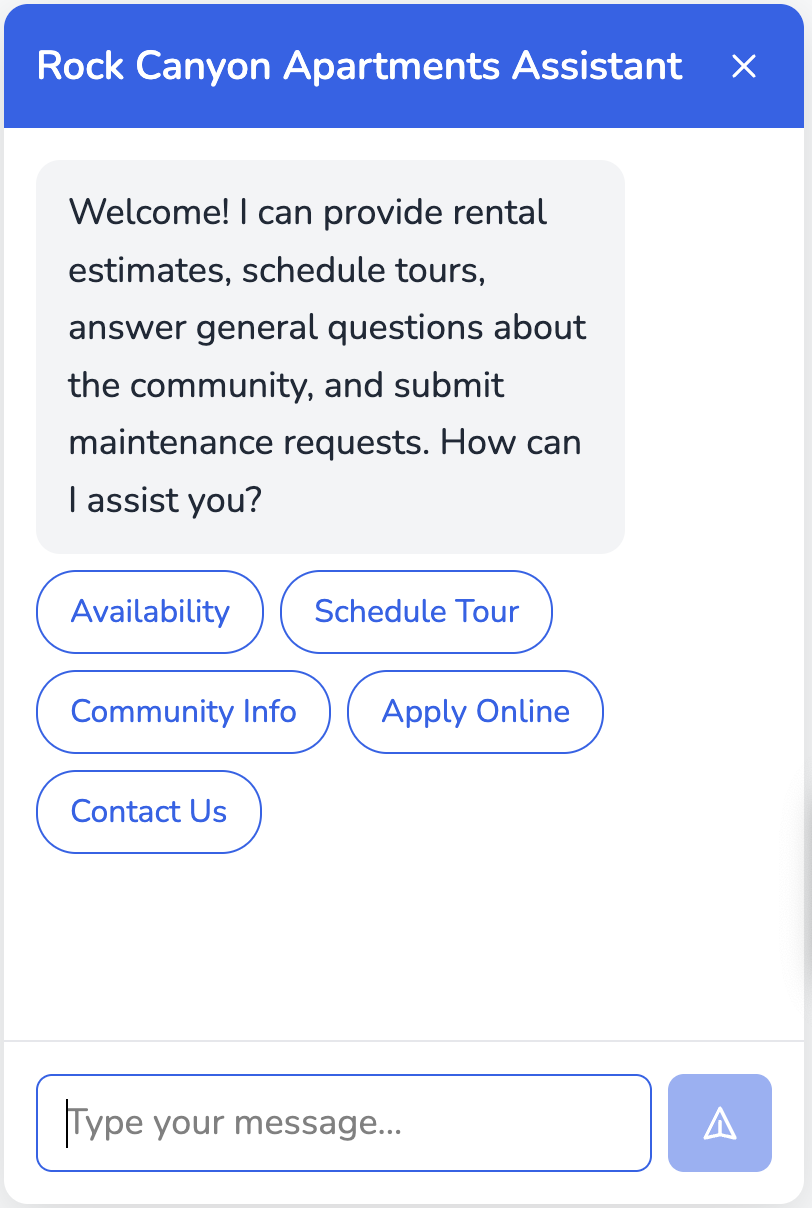 Rock Canyon Apartments Assistant
Welcome! I can provide rental
estimates, schedule tours,
answer general questions about
the community, and submit
maintenance requests. How can
I assist you?
Availability
Schedule Tour
Community Info
Apply Online
Contact Us
Type your message...